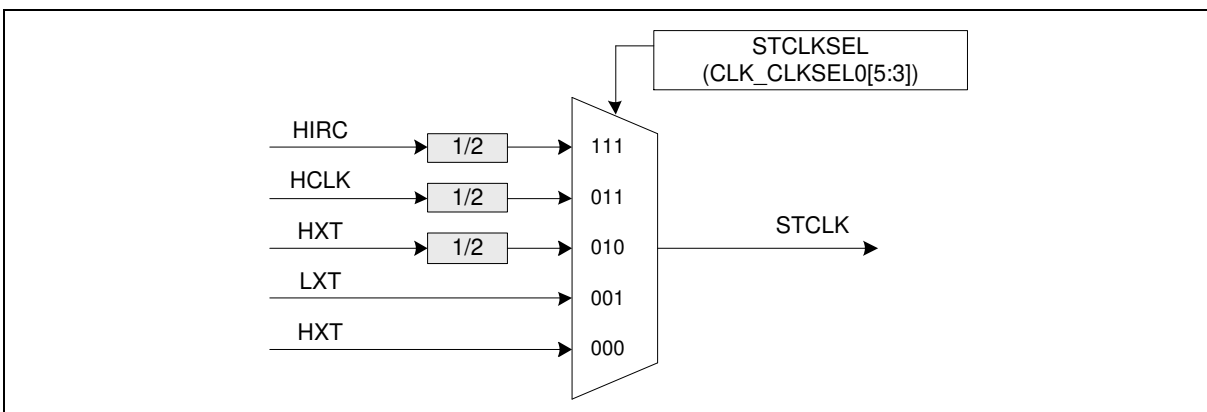 STCLKSEL
(CLK_CLKSEL0[5:3])
HIRC
1/2
111
HCLK
1/2
011
HXT
1/2
010
STCLK
LXT
001
HXT
000